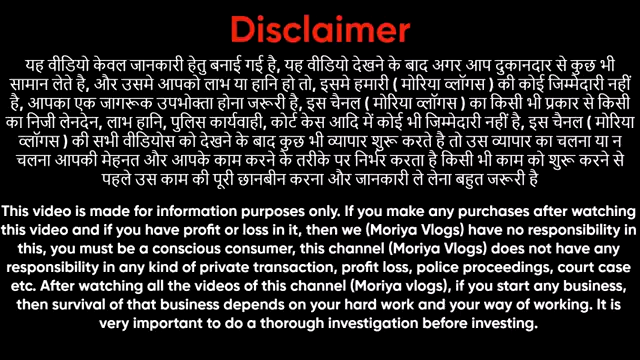 Disclaimer
यह वीडियो केवल जानकारी हेतु बनाई गई है, यह वीडियो देखने के बाद अगर आप दुकानदार से कुछ भी
सामान लेते है, और उसमे आपको लाभ या हानि हो तो, इसमे हमारी ( मोरिया व्लॉगस ) की कोई जिम्मेदारी नहीं
है, आपका एक जागरूक उपभोक्ता होना जरूरी है, इस चैनल ( मोरिया व्लॉगस ) का किसी भी प्रकार से किसी
का निजी लेनदेन, लाभ हानि, पुलिस कार्यवाही, कोर्ट केस आदि में कोई भी जिम्मेदारी नहीं है, इस चैनल ( मोरिया
व्लॉगस ) की सभी वीडियोस को देखने के बाद कुछ भी व्यापार शुरू करते है तो उस व्यापार का चलना या न
चलना आपकी मेहनत और आपके काम करने के तरीके पर निर्भर करता है किसी भी काम को शुरू करने से
पहले उस काम की पूरी छानबीन करना और जानकारी ले लेना बहुत जरूरी है
This video is made for information purposes only. If you make any purchases after watching
this video and if you have profit or loss in it, then we (Moriya Vlogs) have no responsibility in
this, you must be a conscious consumer, this channel (Moriya Vlogs) does not have any
responsibility in any kind of private transaction, profit loss, police proceedings, court case
etc. After watching all the videos of this channel (Moriya vlogs), if you start any business,
then survival of that business depends on your hard work and your way of working. It is
very important to do a thorough investigation before investing.